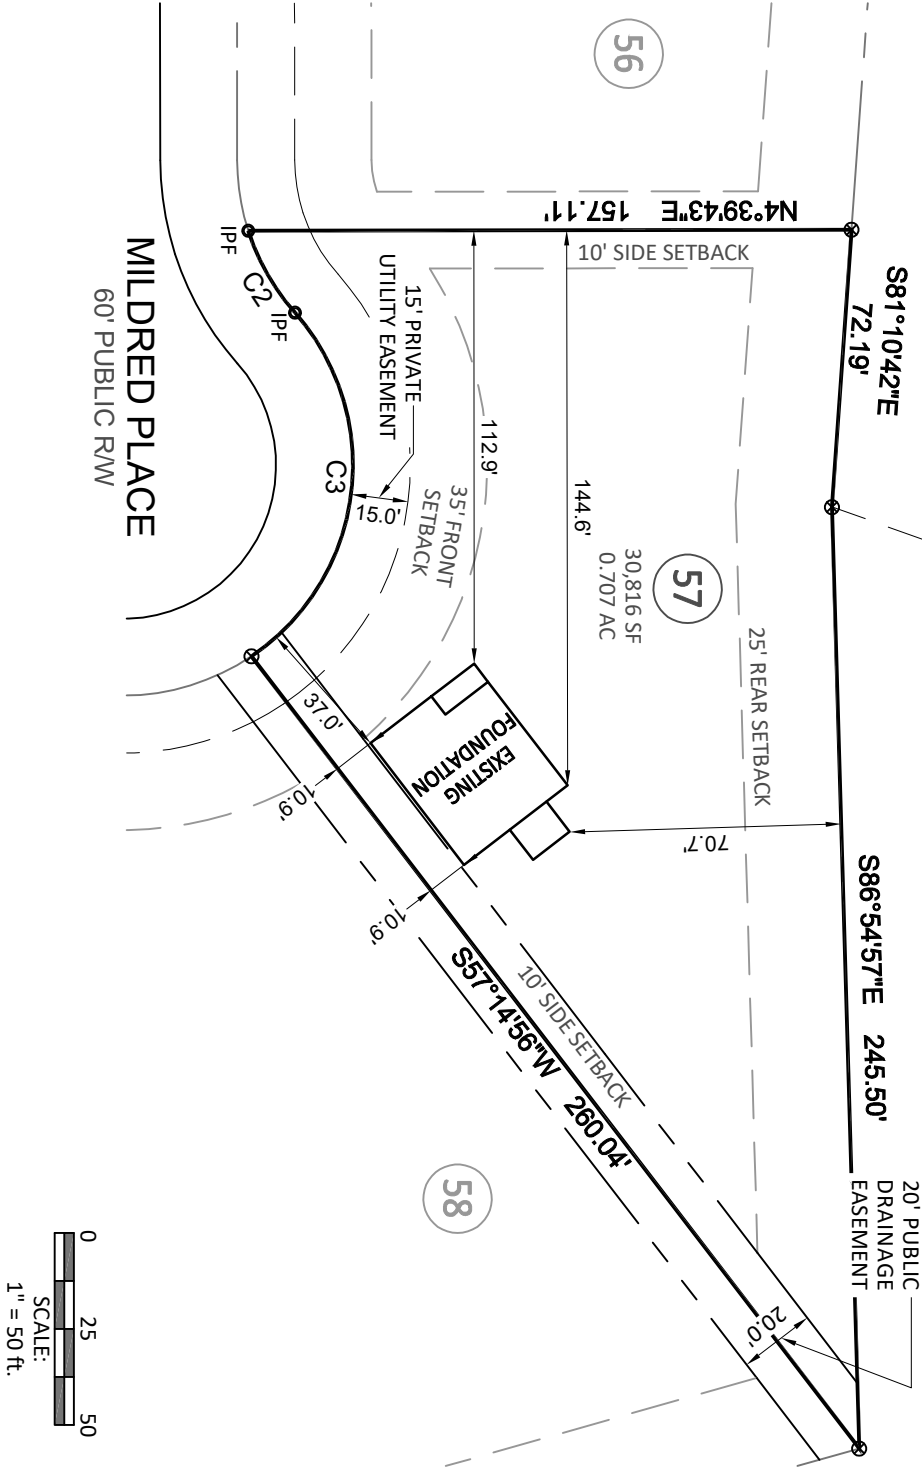 56
N4°39'43"E 157.11'
10' SIDE SETBACK
S81°10'42"E
72.19'
IPF
C2
IPF
MILDRED PLACE
60' PUBLIC R/W
15' PRIVATE
UTILITY EASEMENT
C3
15.0'
35' FRONT
SETBACK
112.9'
144.6'
30,816 SF
0.707 AC
57
25' REAR SETBACK
37.0'
EXISTING
FOUNDATION
10.9'
10.9'
70.7'
S86°54'57"E 245.50'
S57°14'56"W 260.04'
10' SIDE SETBACK
58
20' PUBLIC
DRAINAGE
EASEMENT
20.0'
0 25 50
SCALE:
1" = 50 ft.